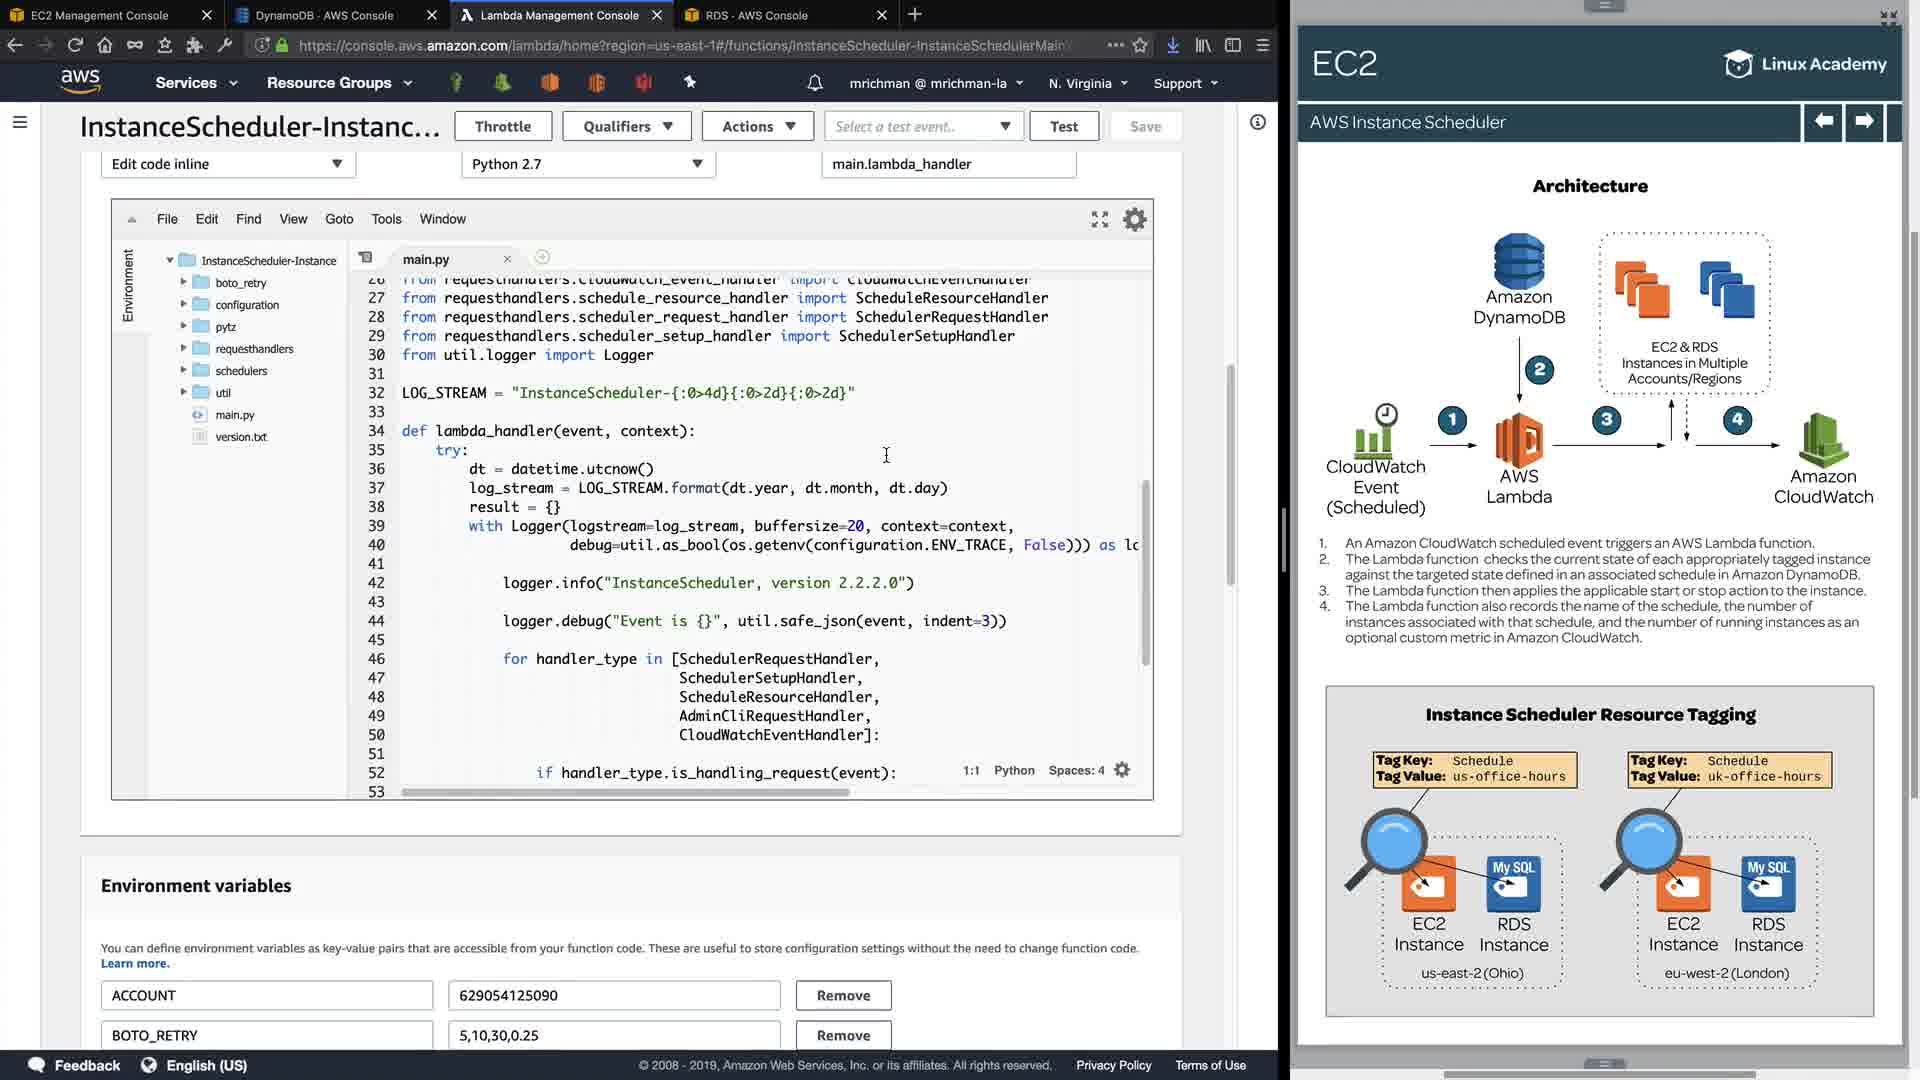 EC2 Management Console
DynamoDB - AWS Console
Lambda Management Console
RDS - AWS Console
https://console.aws.amazon.com/lambda/home?region=us-east-1#/functions/InstanceScheduler-InstanceSchedulerMain
aws
Services
Resource Groups
mrichman @ mrichman-la
N. Virginia
Support
InstanceScheduler-Instanc...
Throttle
Qualifiers
Actions
Select a test event..
Test
Save
Edit code inline
Python 2.7
main.lambda_handler
File Edit Find View Goto Tools Window
Environment
InstanceScheduler-Instance
boto_retry
configuration
pytz
requesthandlers
schedulers
util
main.py
version.txt
main.py
26 from requesthandlers.cloudwatch_event_handler import CloudWatchEventHandler
27 from requesthandlers.schedule_resource_handler import ScheduleResourceHandler
28 from requesthandlers.scheduler_request_handler import SchedulerRequestHandler
29 from requesthandlers.scheduler_setup_handler import SchedulerSetupHandler
30 from util.logger import Logger
31
32 LOG_STREAM = "InstanceScheduler-{:0>4d}{:0>2d}{:0>2d}"
33
34 def lambda_handler(event, context):
35 try:
36 dt = datetime.utcnow()
37 log_stream = LOG_STREAM.format(dt.year, dt.month, dt.day)
38 result = {}
39 with Logger(logstream=log_stream, buffersize=20, context=context,
40 debug=util.as_bool(os.getenv(configuration.ENV_TRACE, False))) as lo
41
42 logger.info("InstanceScheduler, version 2.2.2.0")
43
44 logger.debug("Event is {}", util.safe_json(event, indent=3))
45
46 for handler_type in [SchedulerRequestHandler,
47 SchedulerSetupHandler,
48 ScheduleResourceHandler,
49 AdminCliRequestHandler,
50 CloudWatchEventHandler]:
51
52 if handler_type.is_handling_request(event):
53
1:1 Python Spaces: 4
Environment variables
You can define environment variables as key-value pairs that are accessible from your function code. These are useful to store configuration settings without the need to change function code.
Learn more.
ACCOUNT
629054125090
Remove
BOTO_RETRY
5,10,30,0.25
Remove
Feedback
English (US)
© 2008 - 2019, Amazon Web Services, Inc. or its affiliates. All rights reserved.
Privacy Policy
Terms of Use
EC2
Linux Academy
AWS Instance Scheduler
Architecture
Amazon
DynamoDB
EC2 & RDS
Instances in Multiple
Accounts/Regions
1
2
3
4
CloudWatch
Event
(Scheduled)
AWS
Lambda
Amazon
CloudWatch
1. An Amazon CloudWatch scheduled event triggers an AWS Lambda function.
2. The Lambda function checks the current state of each appropriately tagged instance
against the targeted state defined in an associated schedule in Amazon DynamoDB.
3. The Lambda function then applies the applicable start or stop action to the instance.
4. The Lambda function also records the name of the schedule, the number of
instances associated with that schedule, and the number of running instances as an
optional custom metric in Amazon CloudWatch.
Instance Scheduler Resource Tagging
Tag Key: Schedule
Tag Value: us-office-hours
Tag Key: Schedule
Tag Value: uk-office-hours
My SQL
My SQL
EC2
Instance
RDS
Instance
EC2
Instance
RDS
Instance
us-east-2 (Ohio)
eu-west-2 (London)